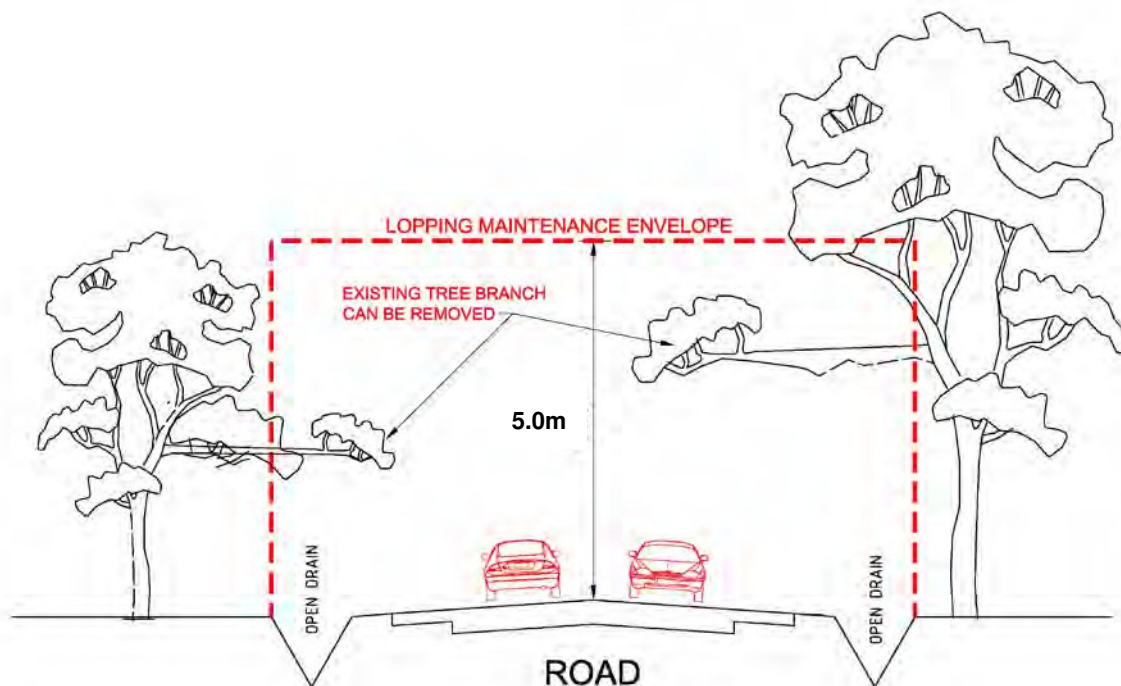 LOPPING MAINTENANCE ENVELOPE
EXISTING TREE BRANCH
CAN BE REMOVED
5.0m
OPEN DRAIN
OPEN DRAIN
ROAD